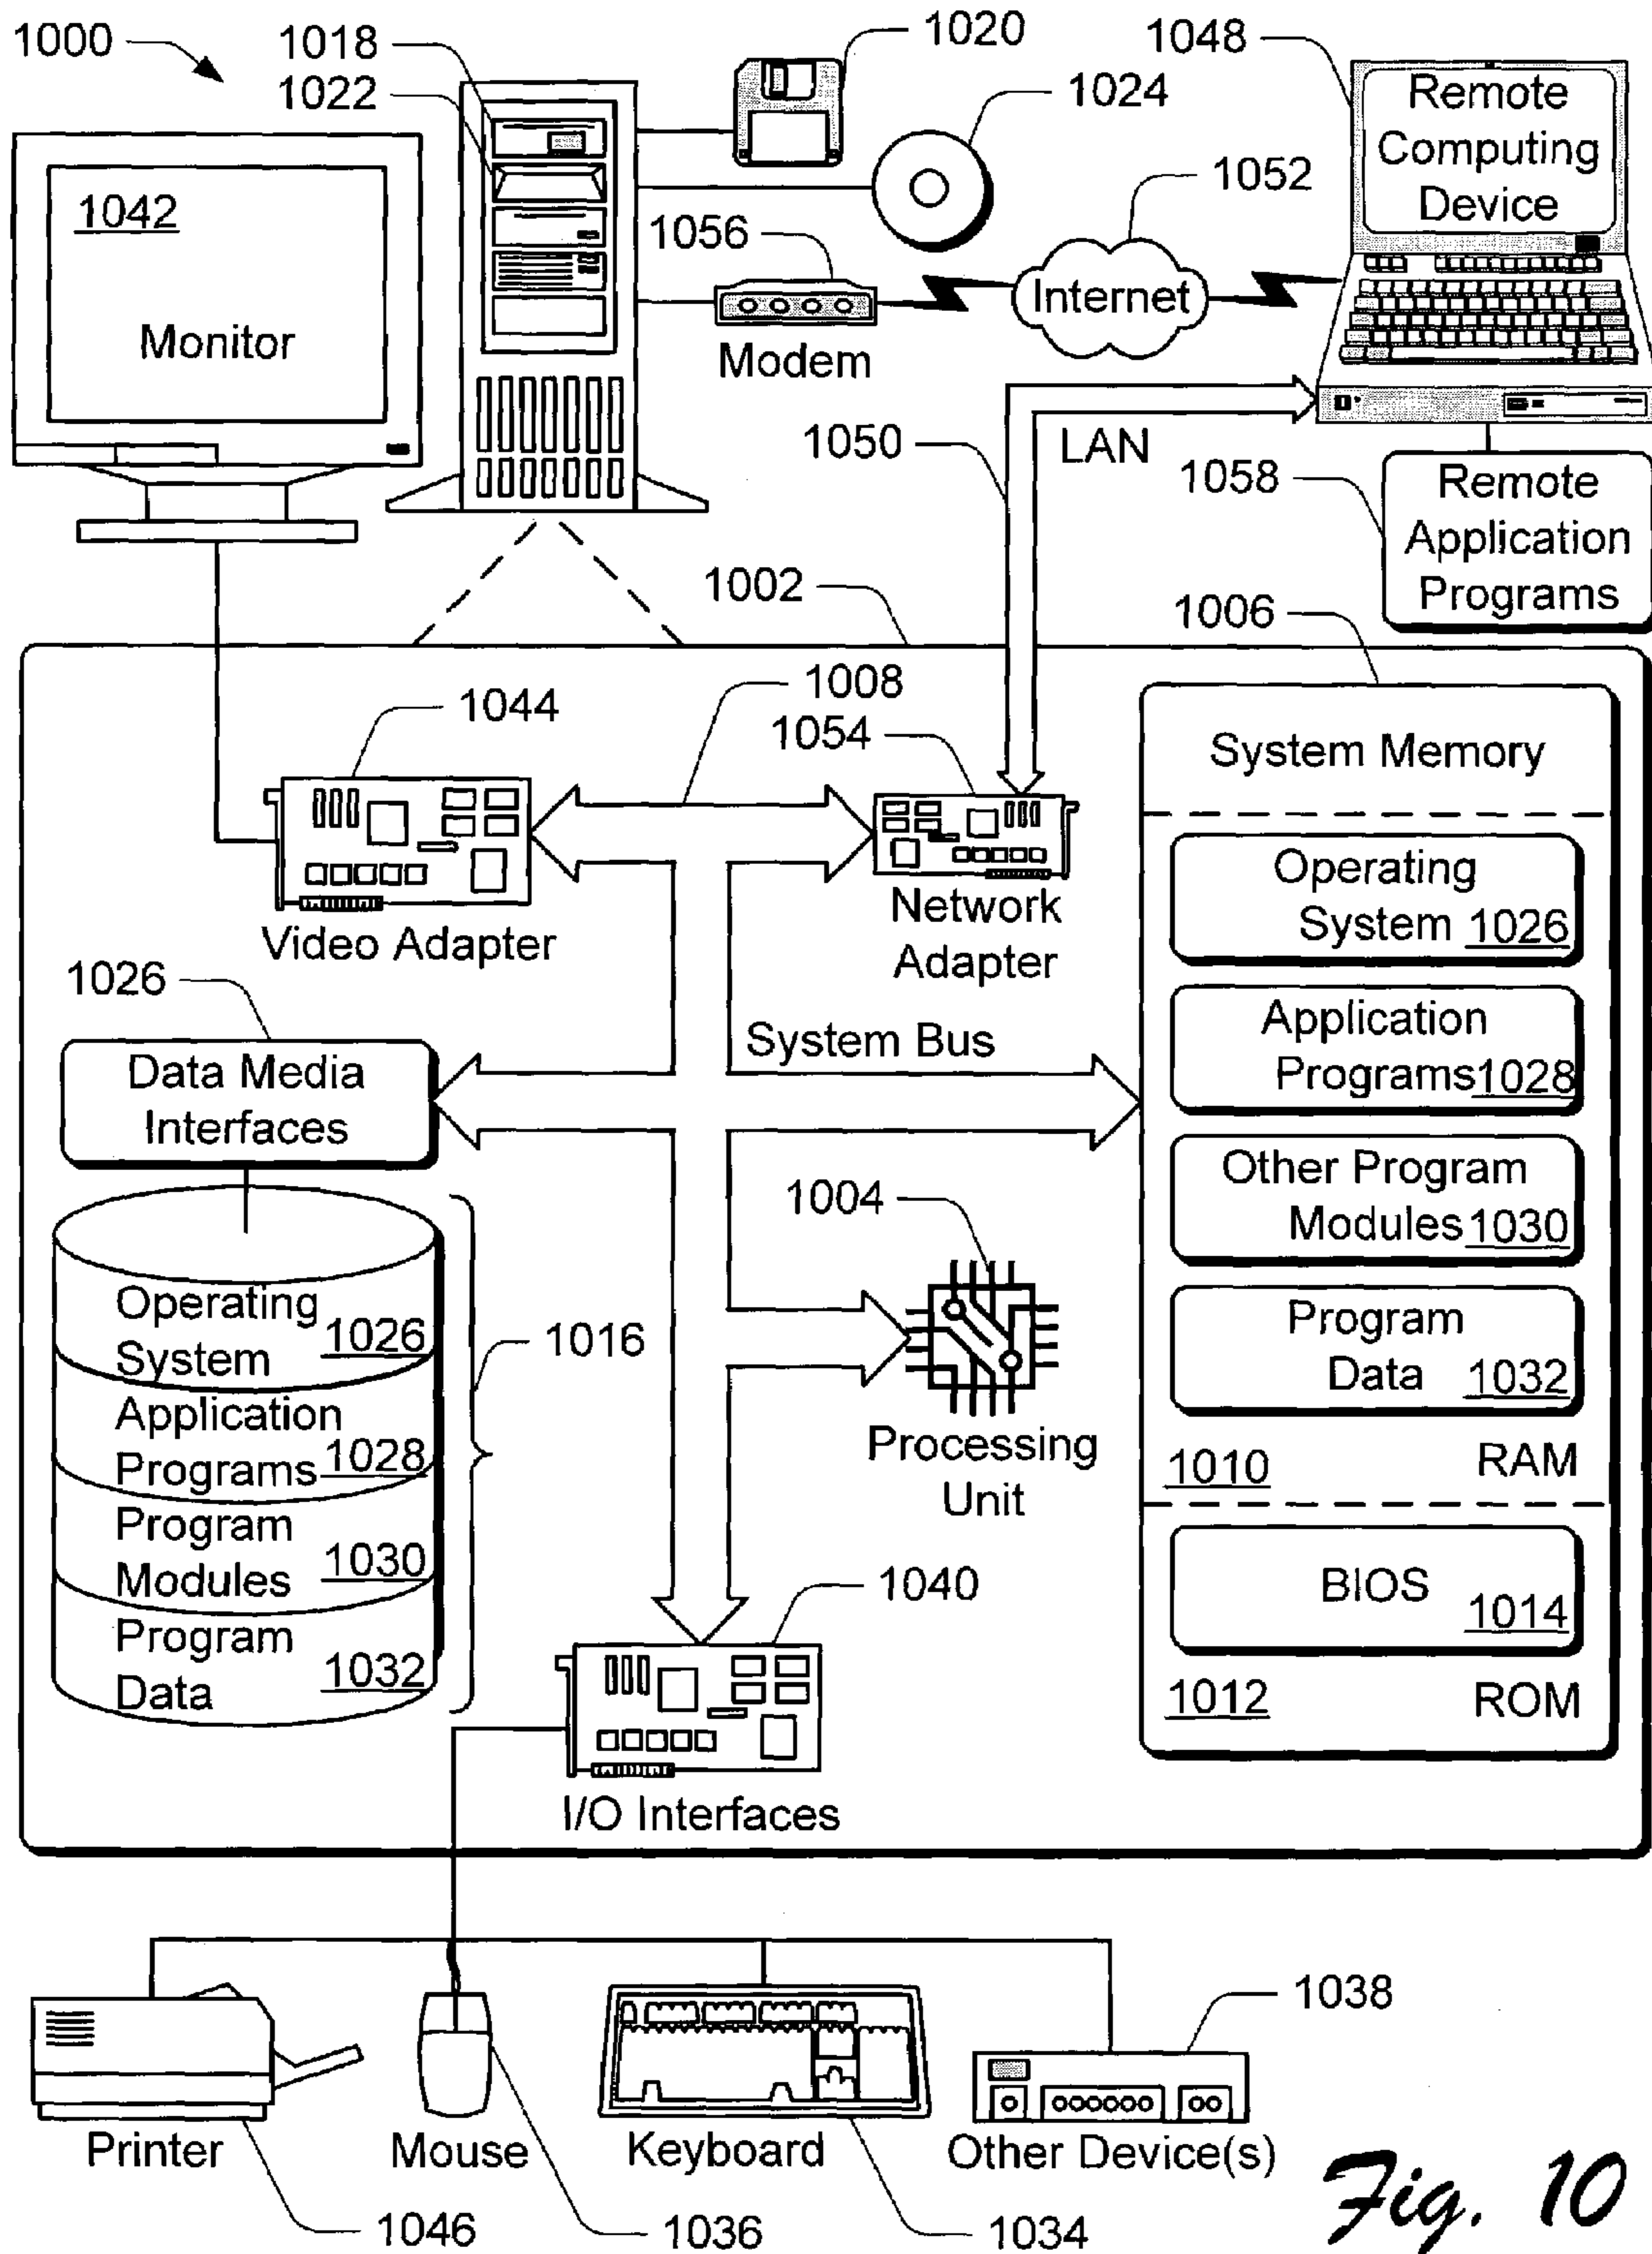 1000
1018
1022
1020
1024
1048
Remote
Computing
Device
1042
Monitor
1056
Modem
1052
Internet
1050
LAN
1058
Remote
Application
Programs
1002
1006
1008
1044
1054
System Memory
Video Adapter
Network
Adapter
Operating
System 1026
1026
Data Media
Interfaces
System Bus
Application
Programs 1028
Other Program
Modules 1030
1004
Processing
Unit
Program
Data 1032
1010 RAM
Operating
System 1026
1016
Application
Programs 1028
Program
Modules 1030
Program
Data 1032
BIOS
1014
1012 ROM
1040
I/O Interfaces
1038
Printer
Mouse
Keyboard
Other Device(s)
1046
1036
1034
Fig. 10